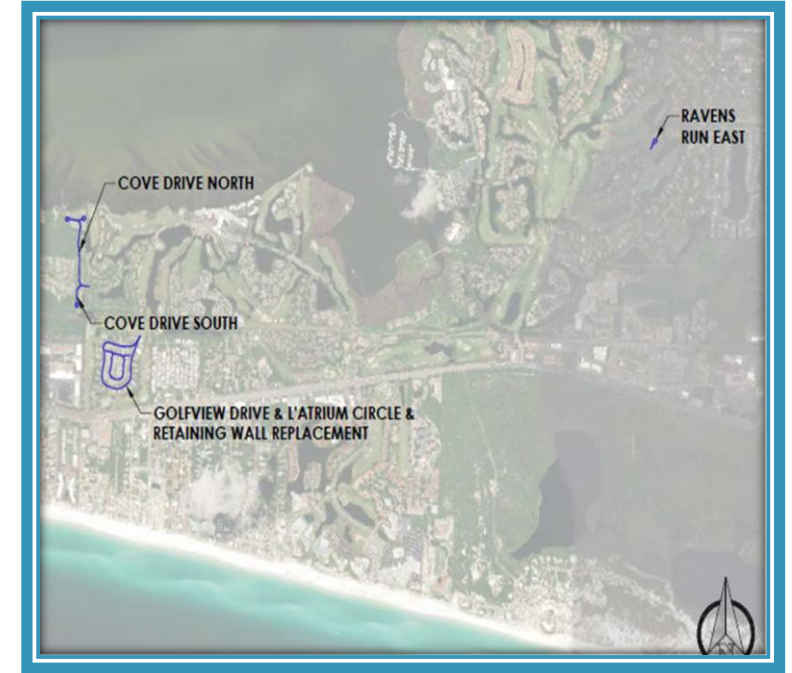 RAVENS
RUN EAST
COVE DRIVE NORTH
COVE DRIVE SOUTH
GOLFVIEW DRIVE & L'ATRIUM CIRCLE &
RETAINING WALL REPLACEMENT
N